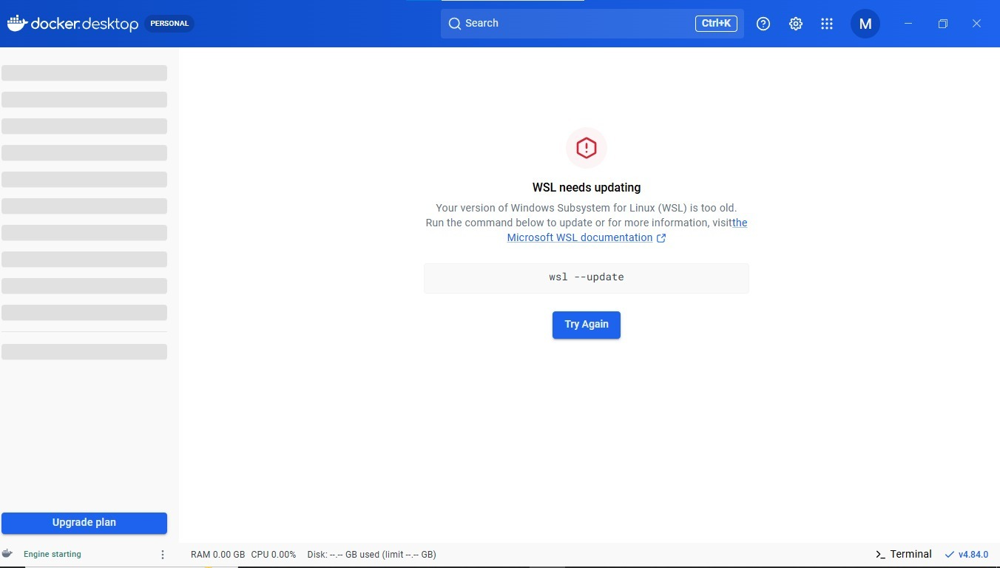 docker.desktop PERSONAL
Search Ctrl+K
M
WSL needs updating
Your version of Windows Subsystem for Linux (WSL) is too old.
Run the command below to update or for more information, visitthe
Microsoft WSL documentation
wsl --update
Try Again
Upgrade plan
Engine starting RAM 0.00 GB CPU 0.00% Disk: --.-- GB used (limit --.-- GB) Terminal v4.84.0